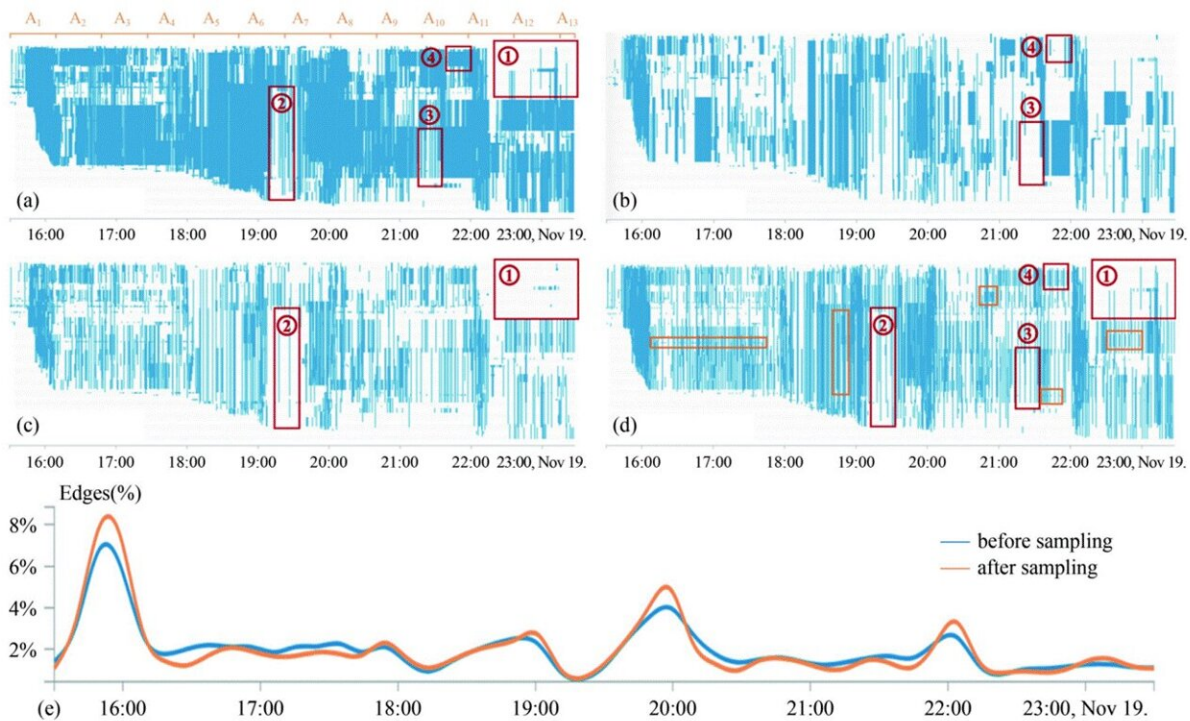 A₁ A₂ A₃ A₄ A₅ A₆ A₇ A₈ A₉ A₁₀ A₁₁ A₁₂ A₁₃
④ ①
②
③
(a)
16:00 17:00 18:00 19:00 20:00 21:00 22:00 23:00, Nov 19.
④
③
(b)
16:00 17:00 18:00 19:00 20:00 21:00 22:00 23:00, Nov 19.
①
②
(c)
16:00 17:00 18:00 19:00 20:00 21:00 22:00 23:00, Nov 19.
④ ①
②
③
(d)
16:00 17:00 18:00 19:00 20:00 21:00 22:00 23:00, Nov 19.
Edges(%)
8%
6%
4%
2%
before sampling
after sampling
(e)
16:00 17:00 18:00 19:00 20:00 21:00 22:00 23:00, Nov 19.